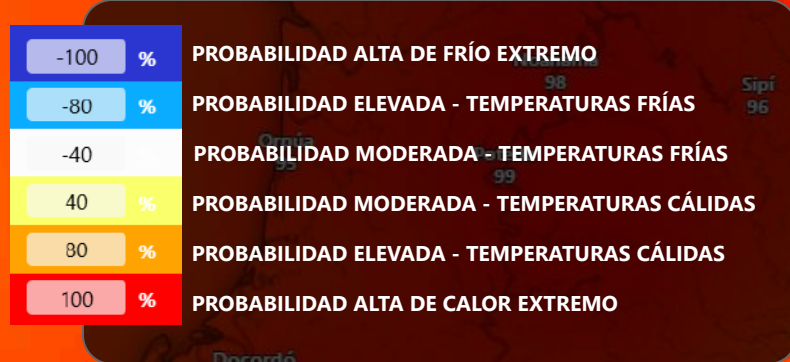 -100 % PROBABILIDAD ALTA DE FRÍO EXTREMO
98
Sipí
96
-80 % PROBABILIDAD ELEVADA - TEMPERATURAS FRÍAS
-40 % PROBABILIDAD MODERADA - TEMPERATURAS FRÍAS
99
40 % PROBABILIDAD MODERADA - TEMPERATURAS CÁLIDAS
80 % PROBABILIDAD ELEVADA - TEMPERATURAS CÁLIDAS
100 % PROBABILIDAD ALTA DE CALOR EXTREMO
Docordó